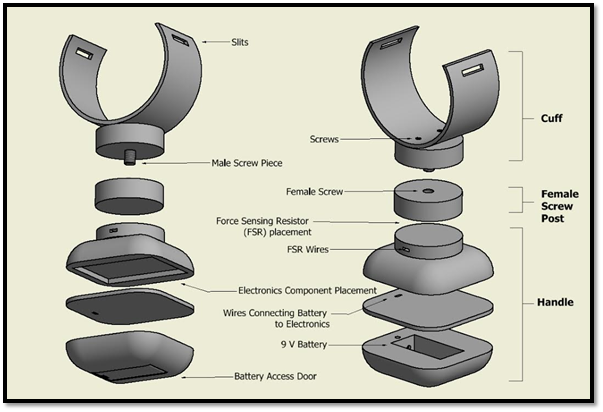 Slits
Cuff
Screws
Male Screw Piece
Female Screw
Female
Screw
Post
Force Sensing Resistor
(FSR) placement
FSR Wires
Electronics Component Placement
Handle
Wires Connecting Battery
to Electronics
9 V Battery
Battery Access Door